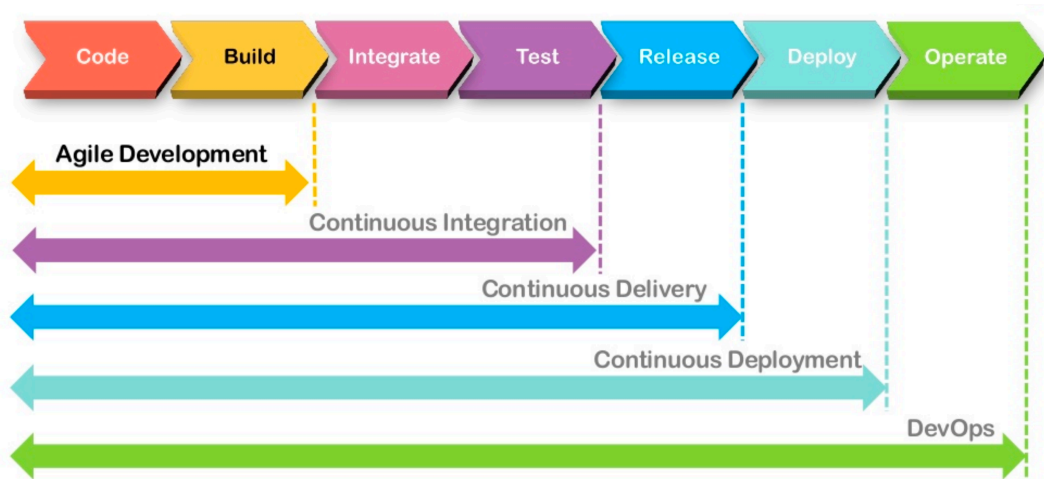 Code
Build
Integrate
Test
Release
Deploy
Operate
Agile Development
Continuous Integration
Continuous Delivery
Continuous Deployment
DevOps